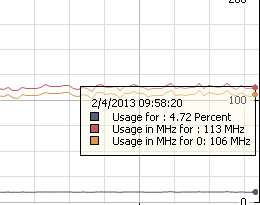 200
2/4/2013 09:58:20
Usage for : 4.72 Percent
Usage in MHz for : 113 MHz
Usage in MHz for 0: 106 MHz
100
0